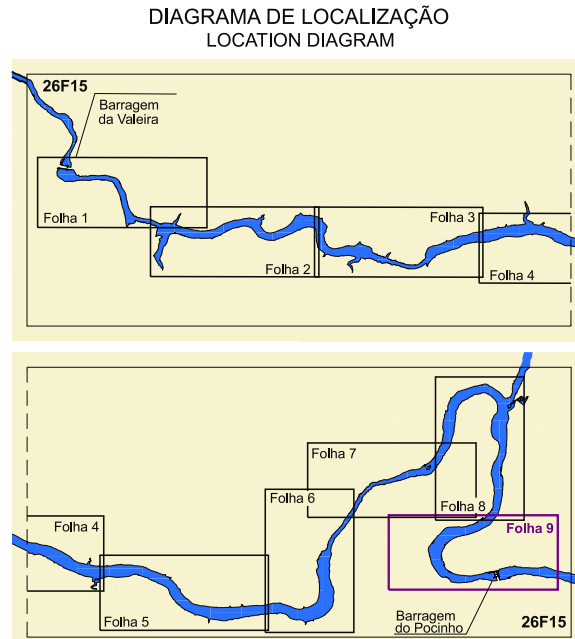 DIAGRAMA DE LOCALIZAÇÃO
LOCATION DIAGRAM
26F15
Barragem
da Valeira
Folha 1
Folha 2
Folha 3
Folha 4
Folha 7
Folha 6
Folha 8
Folha 4
Folha 9
Folha 5
Barragem
do Pocinho
26F15